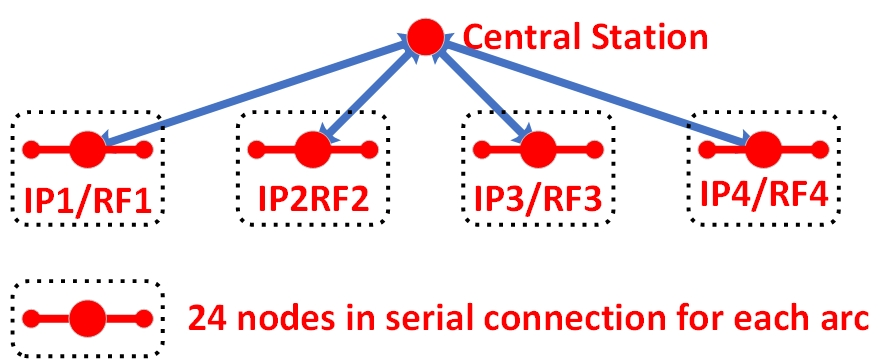 Central Station
IP1/RF1
IP2RF2
IP3/RF3
IP4/RF4
24 nodes in serial connection for each arc